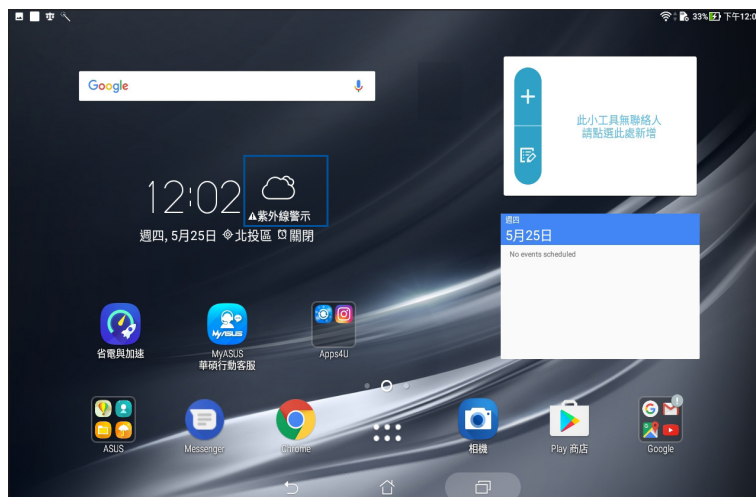 33% 下午12:0
Google
此小工具無聯絡人
請點選此處新增
12:02
紫外線警示
週四, 5月25日 北投區 關閉
週四
5月25日
No events scheduled
省電與加速
MyASUS
MyASUS
華碩行動客服
Apps4U
ASUS
Messenger
Chrome
相機
Play 商店
Google